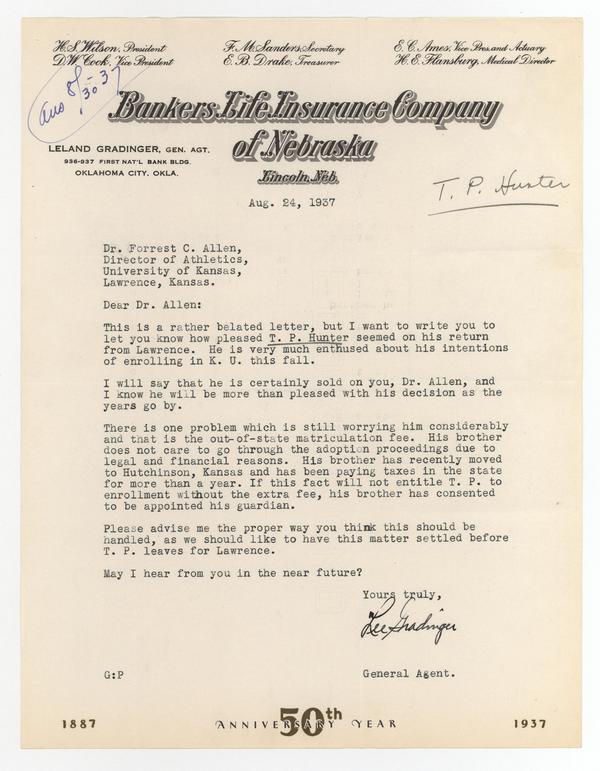 H. S. Wilson, President
F. M. Sanders, Secretary
E. C. Ames, Vice Pres. and Actuary
D. W. Cook, Vice President
E. B. Drake, Treasurer
H. E. Flansburg, Medical Director
Ans 8/30-37
Bankers Life Insurance Company
of Nebraska
Lincoln, Neb.
LELAND GRADINGER, GEN. AGT.
936-937 FIRST NAT'L BANK BLDG.
OKLAHOMA CITY, OKLA.
T. P. Hunter
Aug. 24, 1937
Dr. Forrest C. Allen,
Director of Athletics,
University of Kansas,
Lawrence, Kansas.
Dear Dr. Allen:
This is a rather belated letter, but I want to write you to
let you know how pleased T. P. Hunter seemed on his return
from Lawrence. He is very much enthused about his intentions
of enrolling in K. U. this fall.
I will say that he is certainly sold on you, Dr. Allen, and
I know he will be more than pleased with his decision as the
years go by.
There is one problem which is still worrying him considerably
and that is the out-of-state matriculation fee. His brother
does not care to go through the adoption proceedings due to
legal and financial reasons. His brother has recently moved
to Hutchinson, Kansas and has been paying taxes in the state
for more than a year. If this fact will not entitle T. P. to
enrollment without the extra fee, his brother has consented
to be appointed his guardian.
Please advise me the proper way you think this should be
handled, as we should like to have this matter settled before
T. P. leaves for Lawrence.
May I hear from you in the near future?
Yours truly,
Lee Gradinger
G:P
General Agent.
1887
ANNIVERSARY 50th YEAR
1937